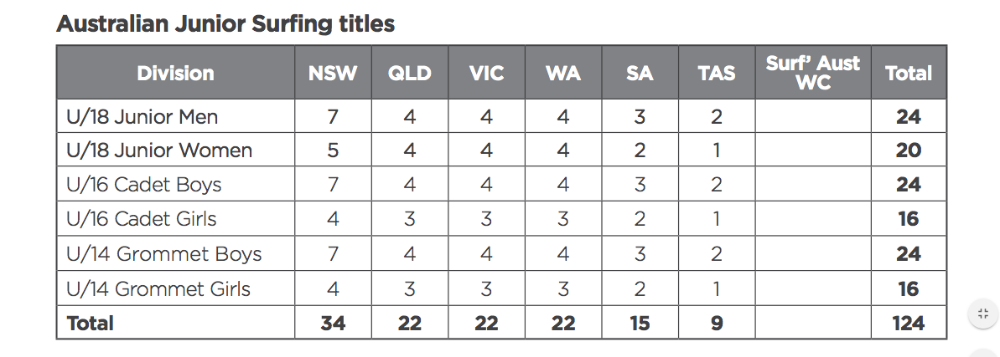 Australian Junior Surfing titles
Division NSW QLD VIC WA SA TAS Surf' Aust WC Total
U/18 Junior Men 7 4 4 4 3 2 24
U/18 Junior Women 5 4 4 4 2 1 20
U/16 Cadet Boys 7 4 4 4 3 2 24
U/16 Cadet Girls 4 3 3 3 2 1 16
U/14 Grommet Boys 7 4 4 4 3 2 24
U/14 Grommet Girls 4 3 3 3 2 1 16
Total 34 22 22 22 15 9 124